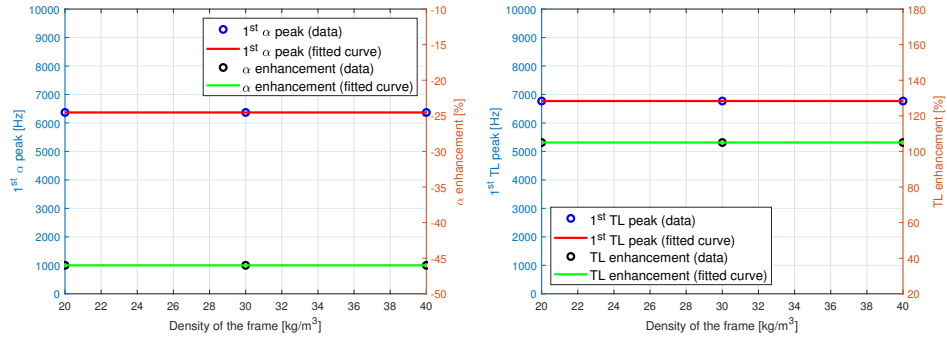 10000
9000
8000
7000
6000
5000
4000
3000
2000
1000
0
1st α peak [Hz]
20 22 24 26 28 30 32 34 36 38 40
Density of the frame [kg/m3]
-10
-15
-20
-25
-30
-35
-40
-45
-50
α enhancement [%]
1st α peak (data)
1st α peak (fitted curve)
α enhancement (data)
α enhancement (fitted curve)
10000
9000
8000
7000
6000
5000
4000
3000
2000
1000
0
1st TL peak [Hz]
20 22 24 26 28 30 32 34 36 38 40
Density of the frame [kg/m3]
180
160
140
120
100
80
60
40
20
TL enhancement [%]
1st TL peak (data)
1st TL peak (fitted curve)
TL enhancement (data)
TL enhancement (fitted curve)